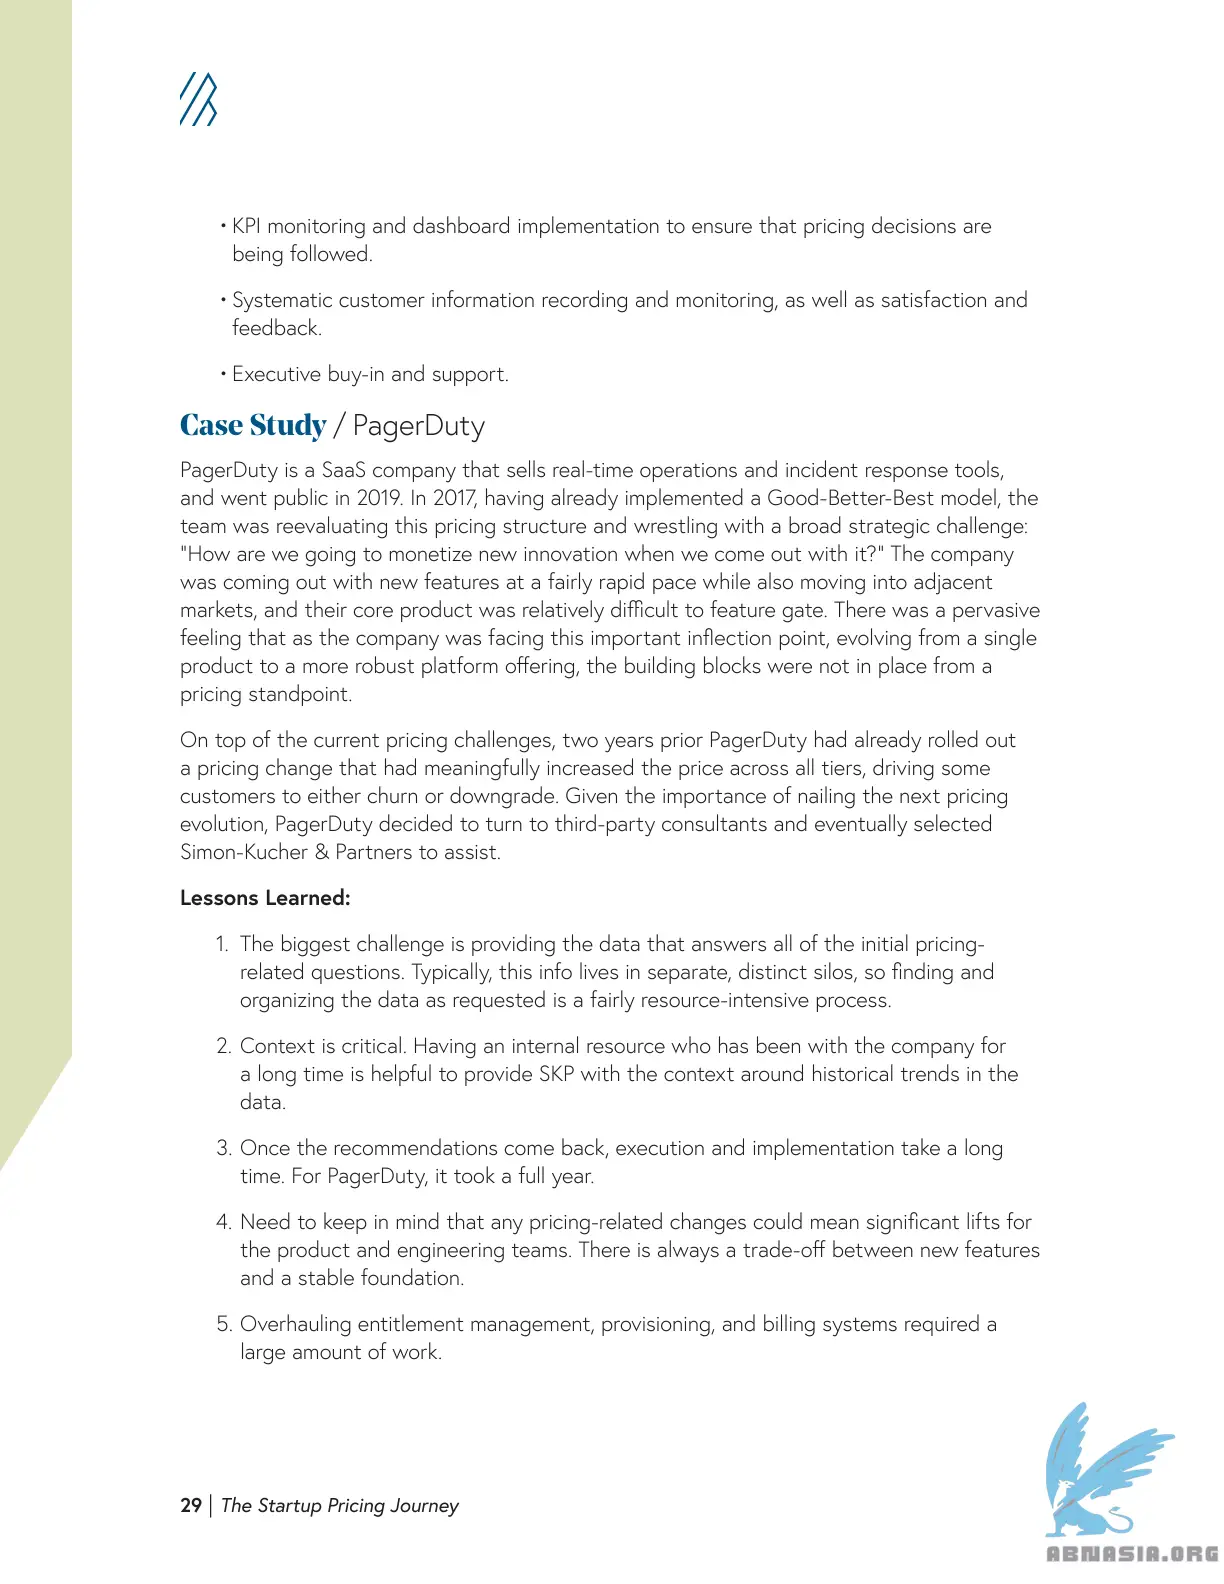 • KPI monitoring and dashboard implementation to ensure that pricing decisions are
being followed.
• Systematic customer information recording and monitoring, as well as satisfaction and
feedback.
• Executive buy-in and support.
Case Study / PagerDuty
PagerDuty is a SaaS company that sells real-time operations and incident response tools,
and went public in 2019. In 2017, having already implemented a Good-Better-Best model, the
team was reevaluating this pricing structure and wrestling with a broad strategic challenge:
"How are we going to monetize new innovation when we come out with it?" The company
was coming out with new features at a fairly rapid pace while also moving into adjacent
markets, and their core product was relatively difficult to feature gate. There was a pervasive
feeling that as the company was facing this important inflection point, evolving from a single
product to a more robust platform offering, the building blocks were not in place from a
pricing standpoint.
On top of the current pricing challenges, two years prior PagerDuty had already rolled out
a pricing change that had meaningfully increased the price across all tiers, driving some
customers to either churn or downgrade. Given the importance of nailing the next pricing
evolution, PagerDuty decided to turn to third-party consultants and eventually selected
Simon-Kucher & Partners to assist.
Lessons Learned:
1. The biggest challenge is providing the data that answers all of the initial pricing-
related questions. Typically, this info lives in separate, distinct silos, so finding and
organizing the data as requested is a fairly resource-intensive process.
2. Context is critical. Having an internal resource who has been with the company for
a long time is helpful to provide SKP with the context around historical trends in the
data.
3. Once the recommendations come back, execution and implementation take a long
time. For PagerDuty, it took a full year.
4. Need to keep in mind that any pricing-related changes could mean significant lifts for
the product and engineering teams. There is always a trade-off between new features
and a stable foundation.
5. Overhauling entitlement management, provisioning, and billing systems required a
large amount of work.
29 | The Startup Pricing Journey
ABNASIA.ORG